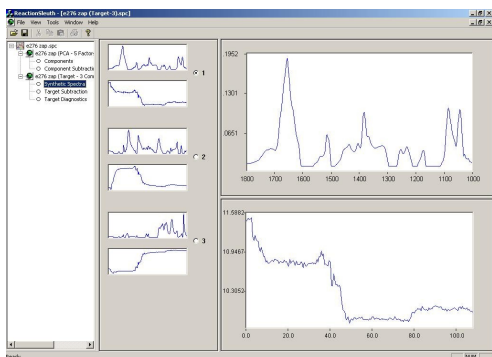 ReactionSleuth - [e276 zap (Target-3).spc]
File View Tools Window Help
e276 zap.spc
e276 zap (PCA - 5 Factor-
Components
Component Subtracti
e276 zap (Target - 3 Com
Synthetic Spectra
Target Subtraction
Target Diagnostics
1
2
3
.1952
.1301
.0651
1800 1700 1600 1500 1400 1300 1200 1100 1000
11.5882
10.9467
10.3052
0.0 20.0 40.0 60.0 80.0 100.0